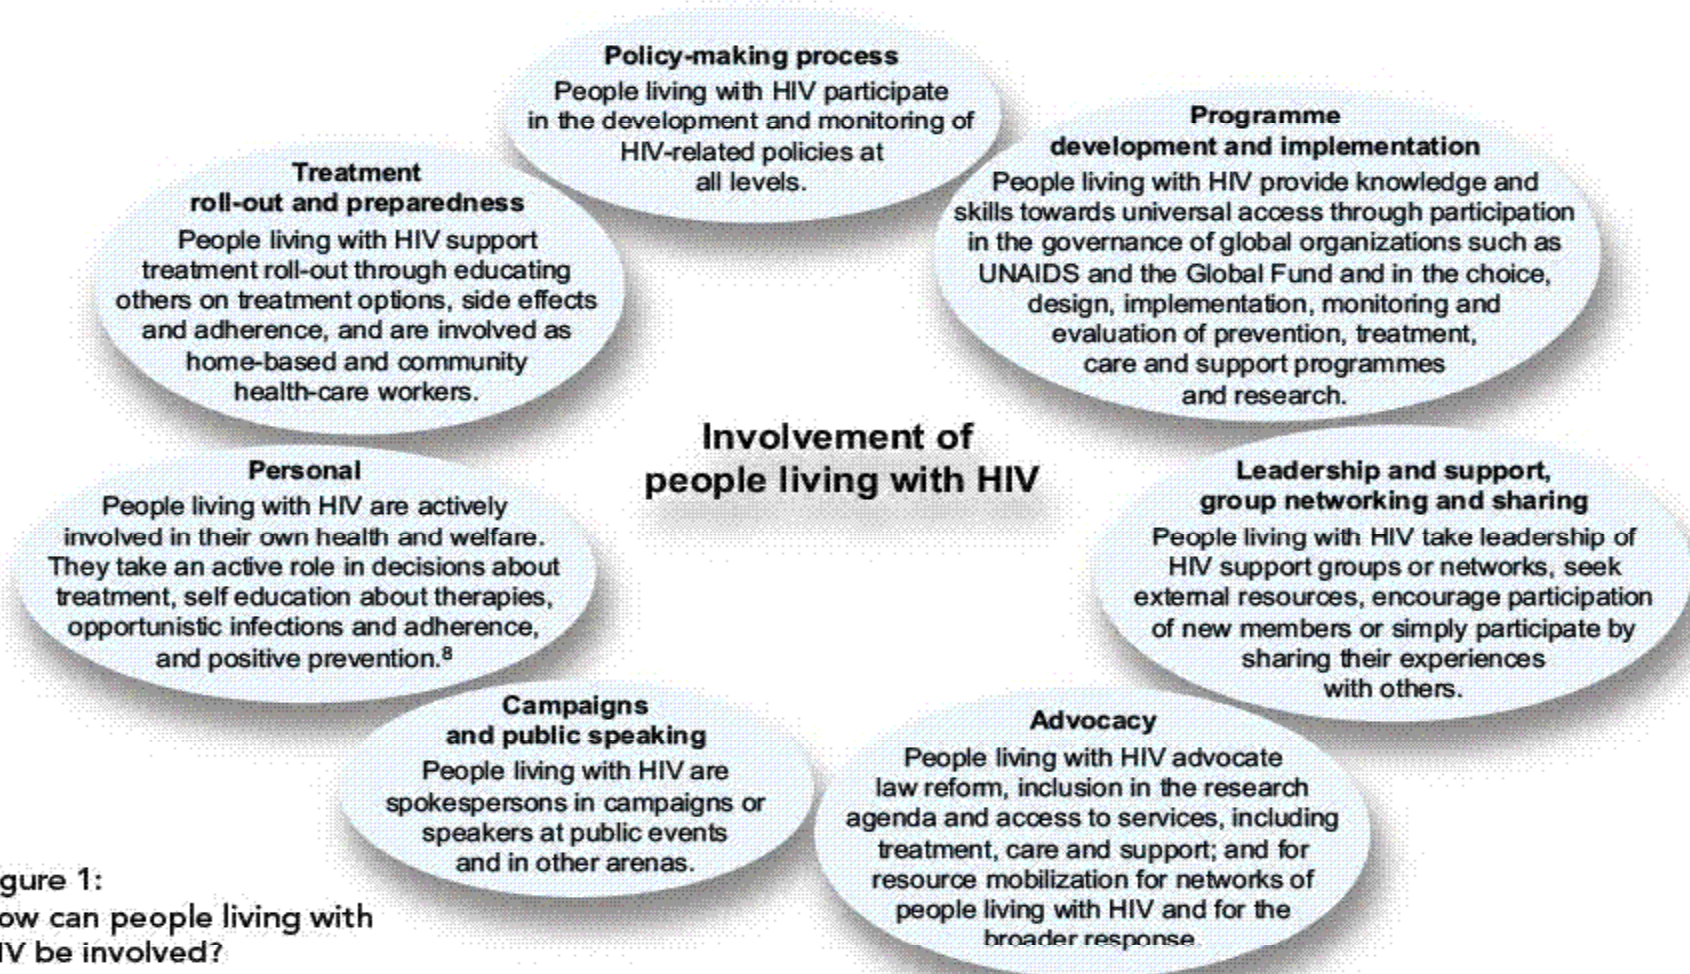 Policy-making process
People living with HIV participate
in the development and monitoring of
HIV-related policies at
all levels.
Programme
development and implementation
People living with HIV provide knowledge and
skills towards universal access through participation
in the governance of global organizations such as
UNAIDS and the Global Fund and in the choice,
design, implementation, monitoring and
evaluation of prevention, treatment,
care and support programmes
and research.
Treatment
roll-out and preparedness
People living with HIV support
treatment roll-out through educating
others on treatment options, side effects
and adherence, and are involved as
home-based and community
health-care workers.
Involvement of
people living with HIV
Personal
People living with HIV are actively
involved in their own health and welfare.
They take an active role in decisions about
treatment, self education about therapies,
opportunistic infections and adherence,
and positive prevention.8
Leadership and support,
group networking and sharing
People living with HIV take leadership of
HIV support groups or networks, seek
external resources, encourage participation
of new members or simply participate by
sharing their experiences
with others.
Campaigns
and public speaking
People living with HIV are
spokespersons in campaigns or
speakers at public events
and in other arenas.
Advocacy
People living with HIV advocate
law reform, inclusion in the research
agenda and access to services, including
treatment, care and support; and for
resource mobilization for networks of
people living with HIV and for the
broader response.
gure 1:
ow can people living with
IV be involved?